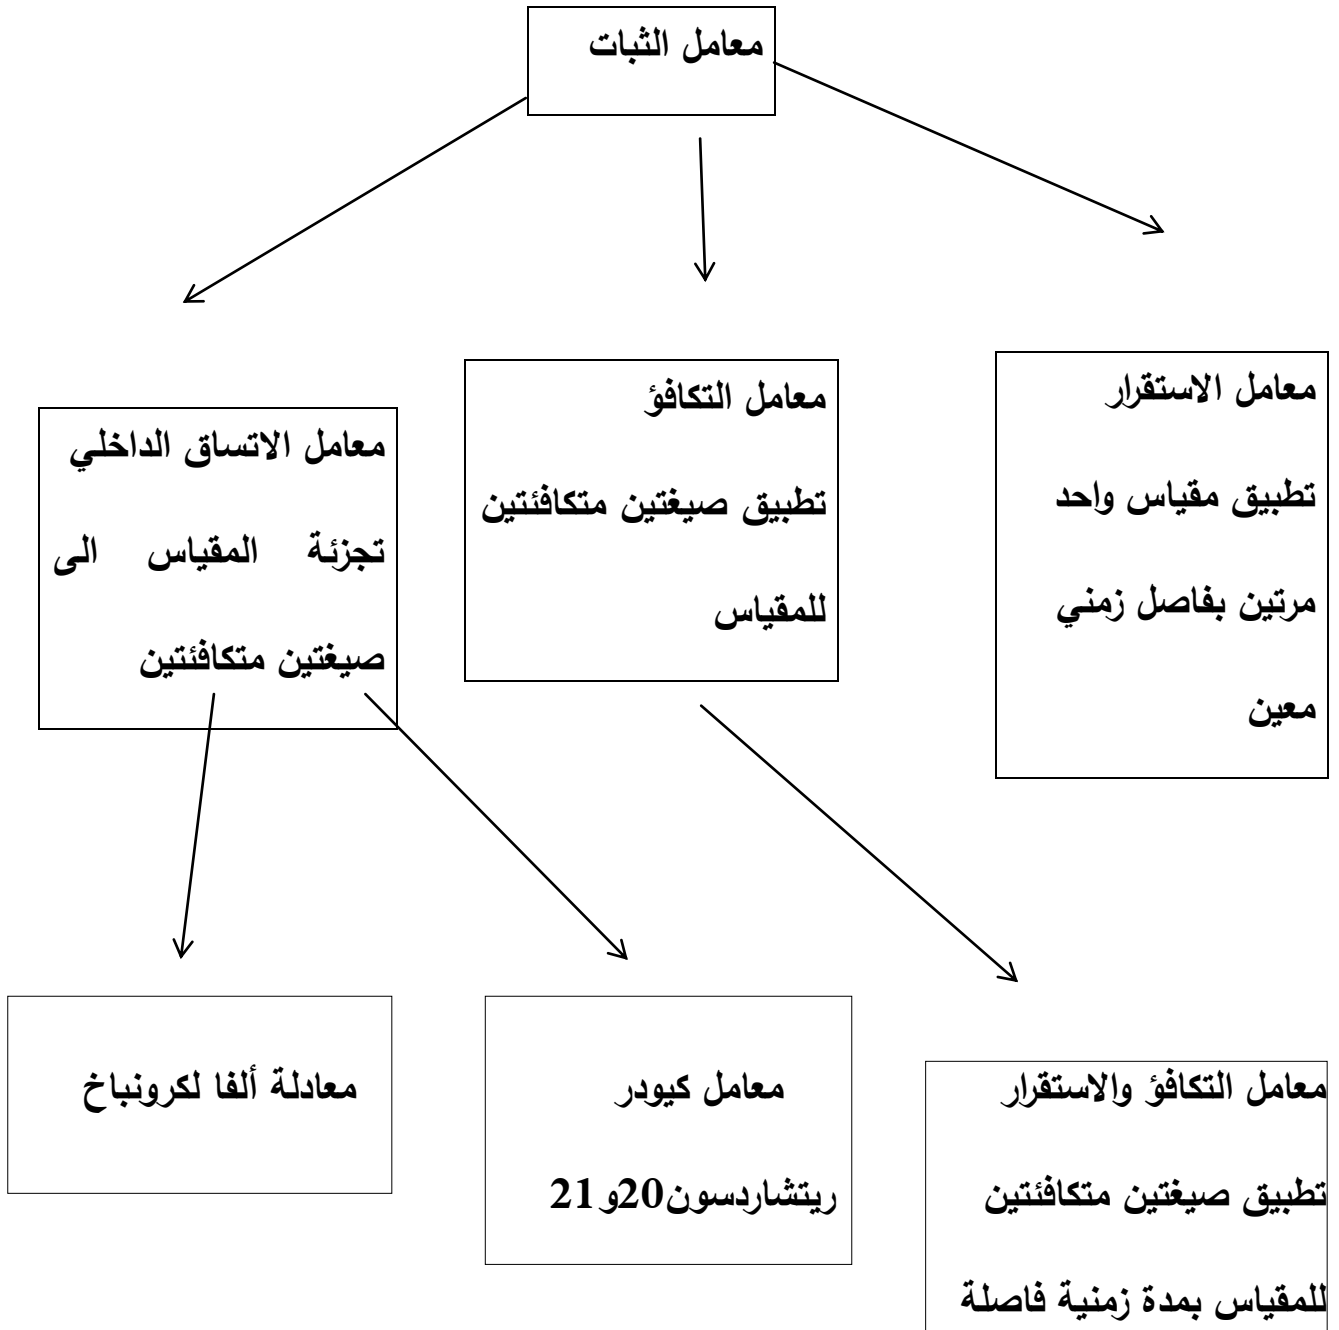 معامل الثبات
معامل الاستقرار
تطبيق مقياس واحد
مرتين بفاصل زمني
معين
معامل التكافؤ
تطبيق صيغتين متكافئتين
للمقياس
معامل الاتساق الداخلي
تجزئة المقياس الى
صيغتين متكافئتين
معامل التكافؤ والاستقرار
تطبيق صيغتين متكافئتين
للمقياس بمدة زمنية فاصلة
معامل كيودر
ريتشاردسون20و21
معادلة ألفا لكرونباخ